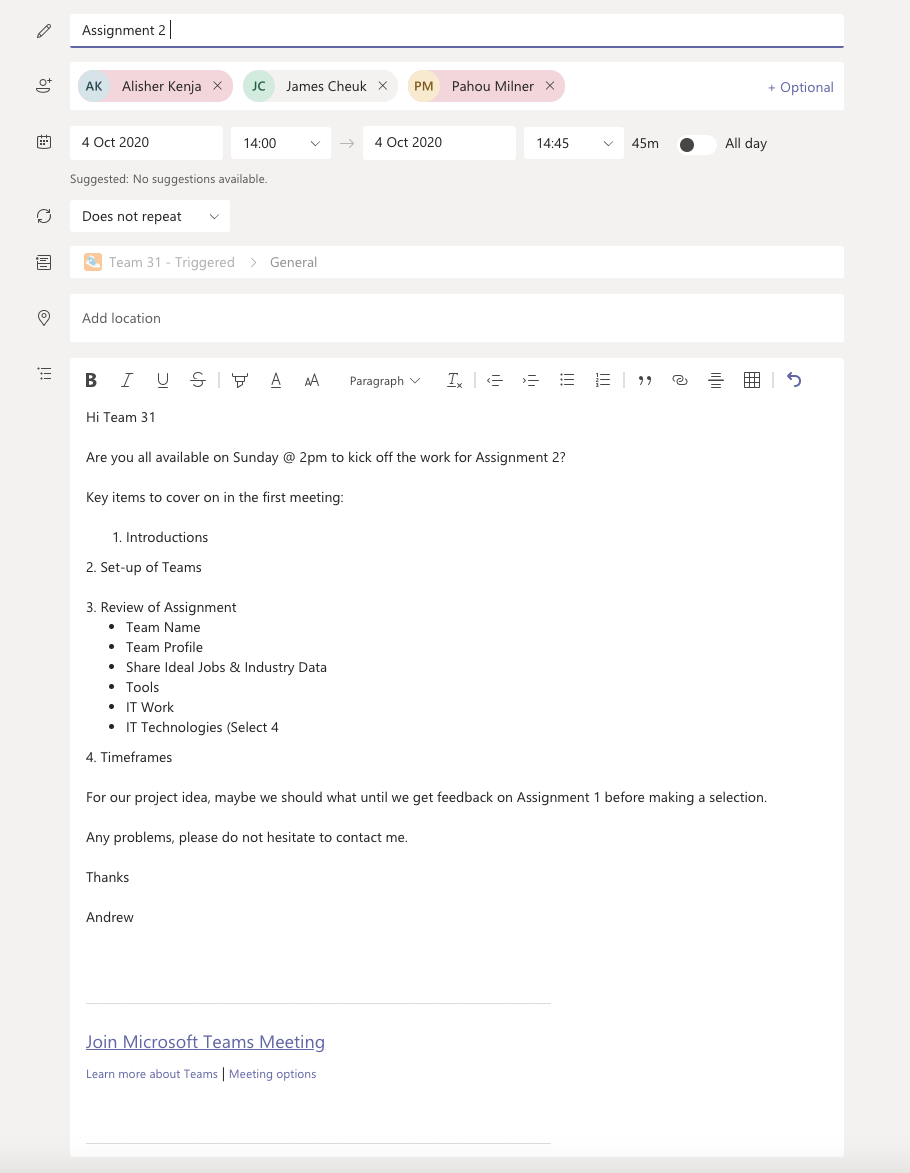 Assignment 2
AK Alisher Kenja JC James Cheuk PM Pahou Milner + Optional
4 Oct 2020 14:00 4 Oct 2020 14:45 45m All day
Suggested: No suggestions available.
Does not repeat
Team 31 - Triggered > General
Add location
B I U S A AA Paragraph Tx
Hi Team 31
Are you all available on Sunday @ 2pm to kick off the work for Assignment 2?
Key items to cover on in the first meeting:
1. Introductions
2. Set-up of Teams
3. Review of Assignment
• Team Name
• Team Profile
• Share Ideal Jobs & Industry Data
• Tools
• IT Work
• IT Technologies (Select 4
4. Timeframes
For our project idea, maybe we should what until we get feedback on Assignment 1 before making a selection.
Any problems, please do not hesitate to contact me.
Thanks
Andrew
Join Microsoft Teams Meeting
Learn more about Teams | Meeting options